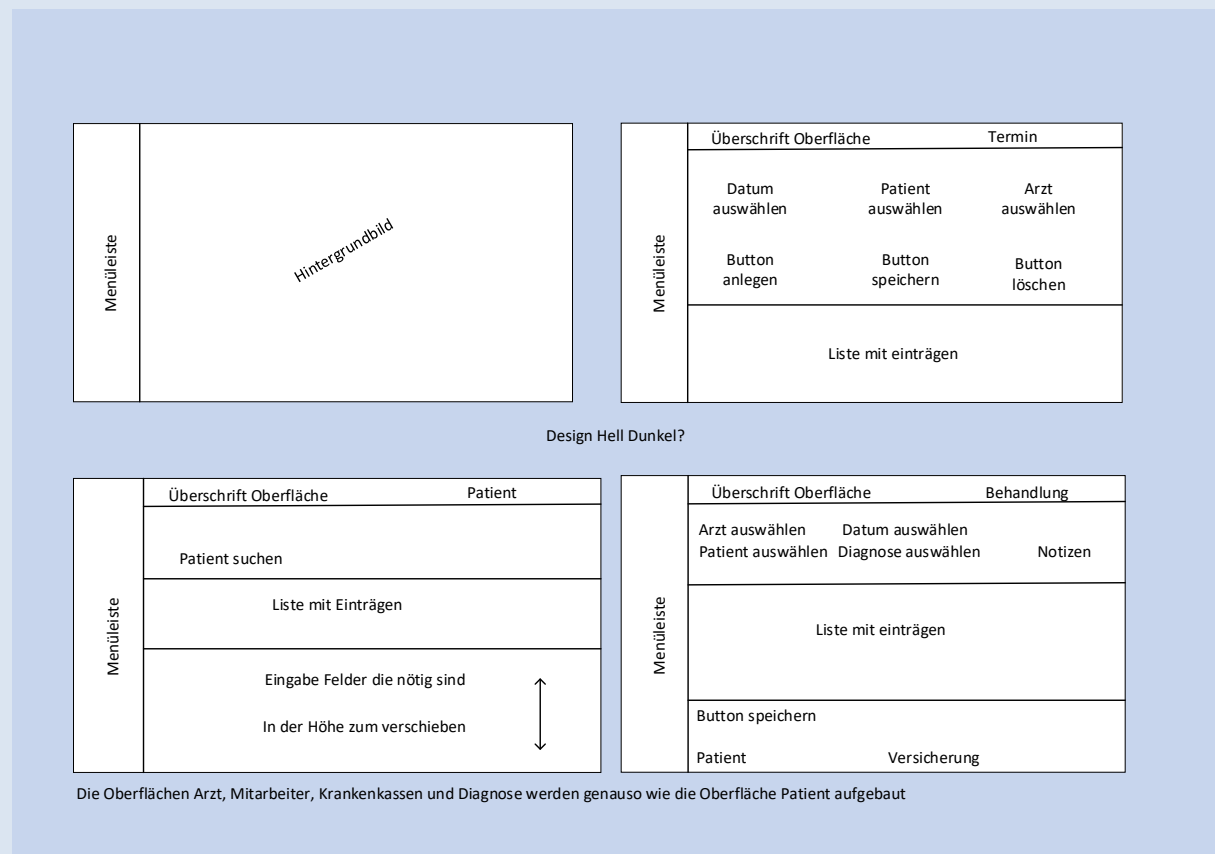 Menüleiste
Hintergrundbild
Menüleiste
Überschrift Oberfläche Termin
Datum auswählen
Patient auswählen
Arzt auswählen
Button anlegen
Button speichern
Button löschen
Liste mit einträgen
Design Hell Dunkel?
Menüleiste
Überschrift Oberfläche Patient
Patient suchen
Liste mit Einträgen
Eingabe Felder die nötig sind
In der Höhe zum verschieben
Menüleiste
Überschrift Oberfläche Behandlung
Arzt auswählen Datum auswählen
Patient auswählen Diagnose auswählen Notizen
Liste mit einträgen
Button speichern
Patient Versicherung
Die Oberflächen Arzt, Mitarbeiter, Krankenkassen und Diagnose werden genauso wie die Oberfläche Patient aufgebaut